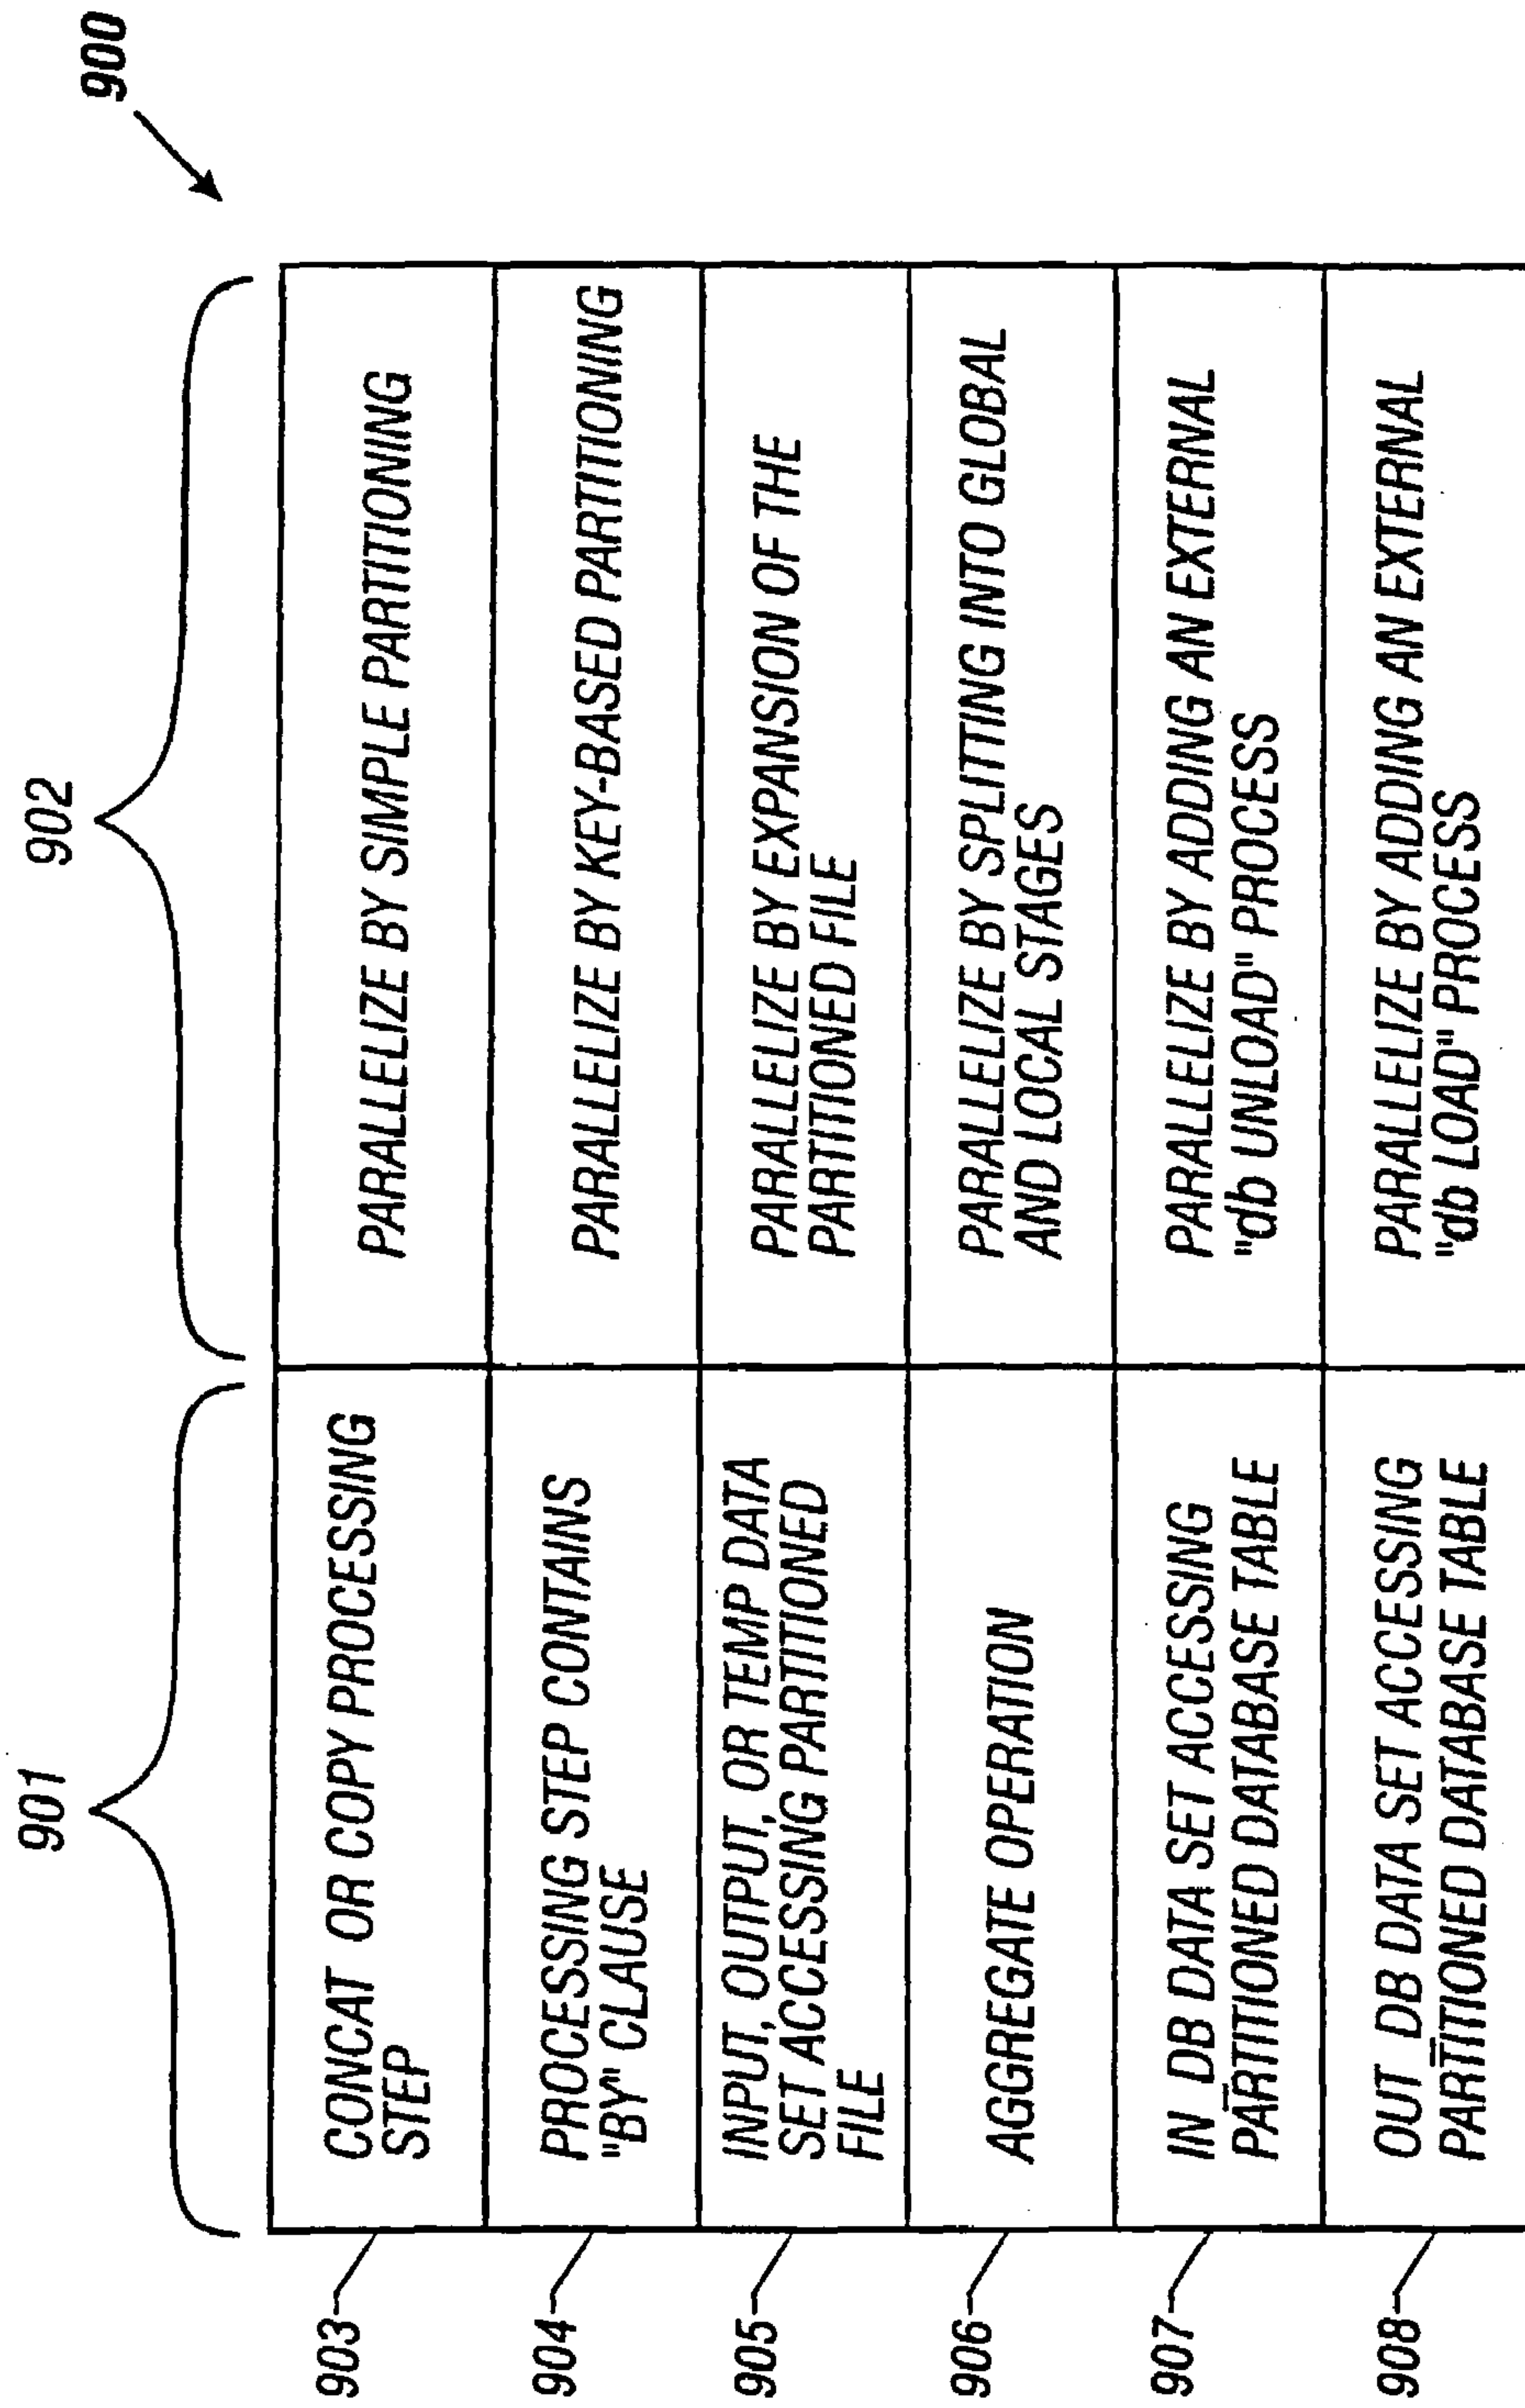 900
901
902
903
CONCAT OR COPY PROCESSING
STEP
PARALLELIZE BY SIMPLE PARTITIONING
904
PROCESSING STEP CONTAINS
"BY" CLAUSE
PARALLELIZE BY KEY-BASED PARTITIONING
905
INPUT, OUTPUT, OR TEMP DATA
SET ACCESSING PARTITIONED
FILE
PARALLELIZE BY EXPANSION OF THE
PARTITIONED FILE
906
AGGREGATE OPERATION
PARALLELIZE BY SPLITTING INTO GLOBAL
AND LOCAL STAGES
907
IN DB DATA SET ACCESSING
PARTITIONED DATABASE TABLE
PARALLELIZE BY ADDING AN EXTERNAL
"db UNLOAD" PROCESS
908
OUT DB DATA SET ACCESSING
PARTITIONED DATABASE TABLE
PARALLELIZE BY ADDING AN EXTERNAL
"db LOAD" PROCESS